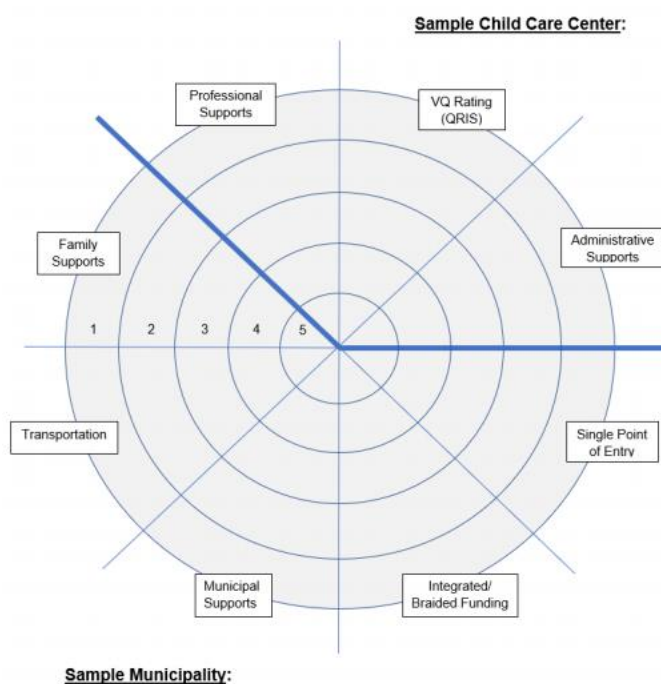 Sample Child Care Center:
Professional
Supports
VQ Rating
(QRIS)
Family
Supports
Administrative
Supports
1 2 3 4 5
Transportation
Single Point
of Entry
Municipal
Supports
Integrated/
Braided Funding
Sample Municipality: